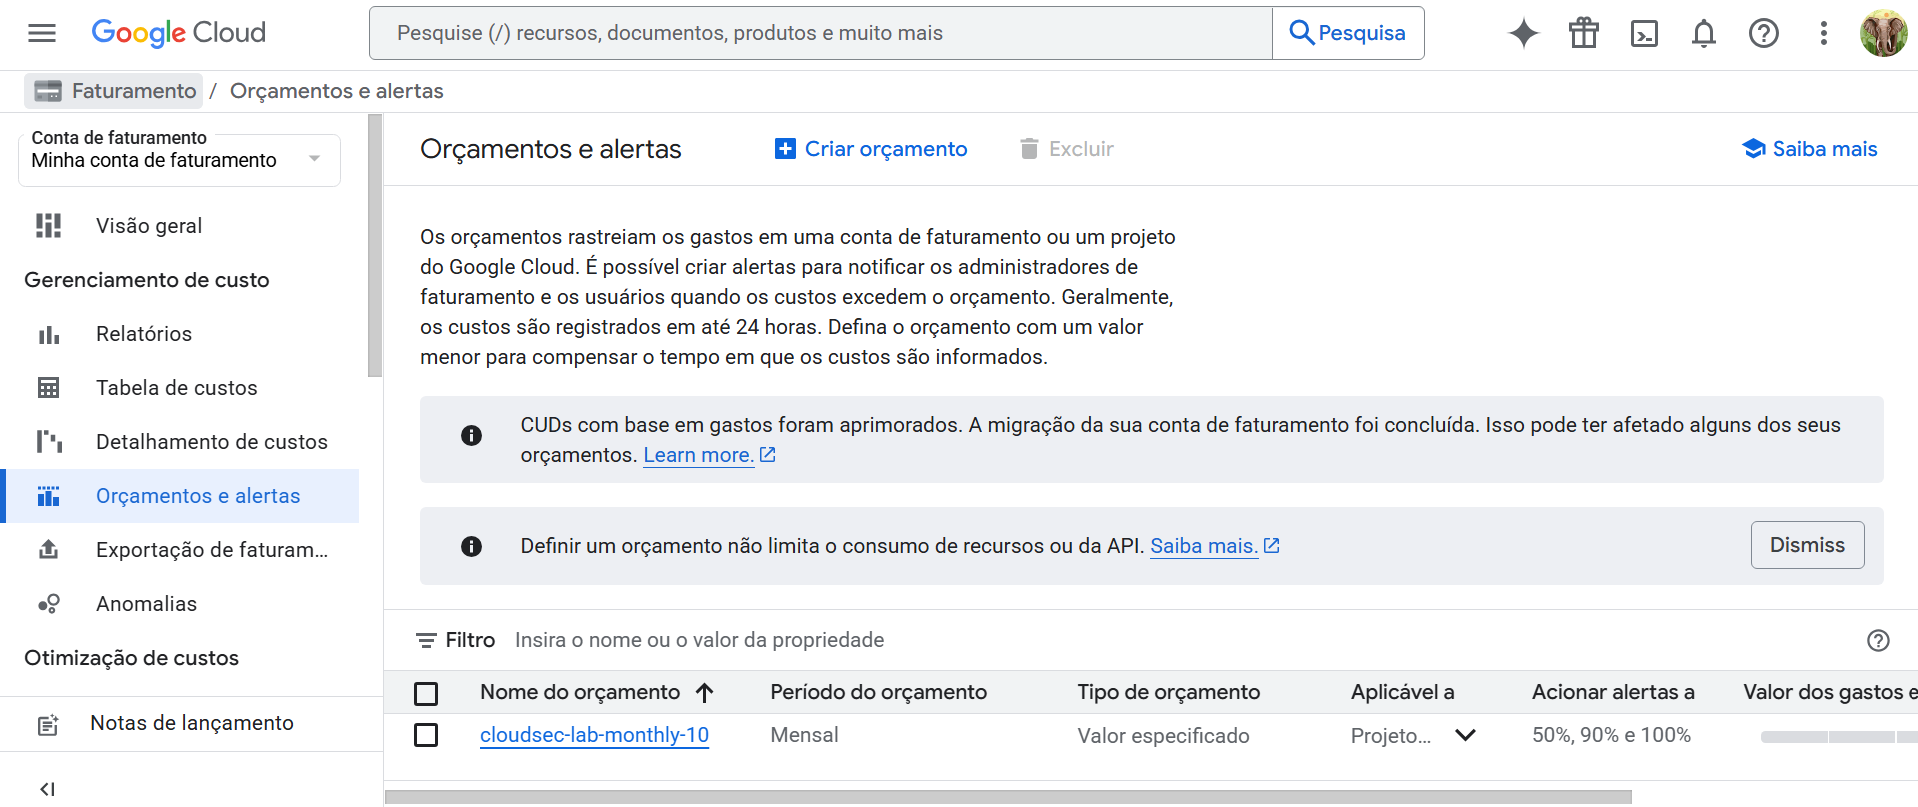 Google Cloud
Pesquise (/) recursos, documentos, produtos e muito mais
Pesquisa
Faturamento / Orçamentos e alertas
Conta de faturamento
Minha conta de faturamento
Visão geral
Gerenciamento de custo
Relatórios
Tabela de custos
Detalhamento de custos
Orçamentos e alertas
Exportação de faturam...
Anomalias
Otimização de custos
Notas de lançamento
Orçamentos e alertas
Criar orçamento
Excluir
Saiba mais
Os orçamentos rastreiam os gastos em uma conta de faturamento ou um projeto
do Google Cloud. É possível criar alertas para notificar os administradores de
faturamento e os usuários quando os custos excedem o orçamento. Geralmente,
os custos são registrados em até 24 horas. Defina o orçamento com um valor
menor para compensar o tempo em que os custos são informados.
CUDs com base em gastos foram aprimorados. A migração da sua conta de faturamento foi concluída. Isso pode ter afetado alguns dos seus
orçamentos. Learn more.
Definir um orçamento não limita o consumo de recursos ou da API. Saiba mais.
Dismiss
Filtro Insira o nome ou o valor da propriedade
Nome do orçamento Período do orçamento Tipo de orçamento Aplicável a Acionar alertas a Valor dos gastos e
cloudsec-lab-monthly-10 Mensal Valor especificado Projeto... 50%, 90% e 100%